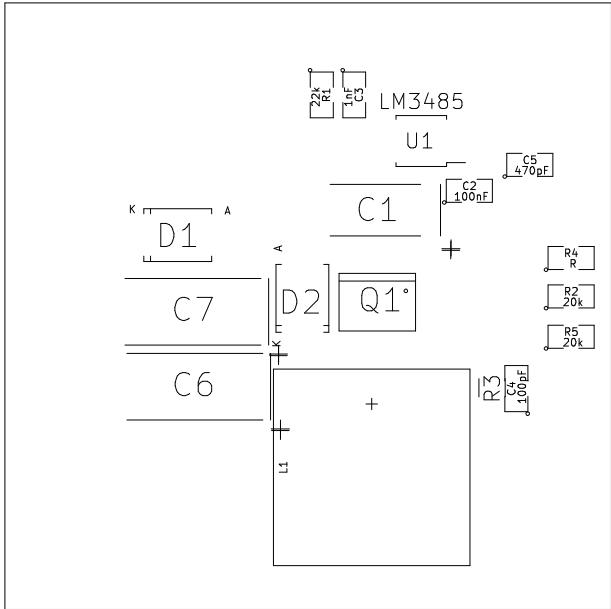 22k
R1
1nF
C3
LM3485
U1
C5
470pF
C2
100nF
C1
K
A
D1
A
R4
R
D2
Q1
R2
20k
C7
R5
20k
K
C6
R3
C4
100pF
L1